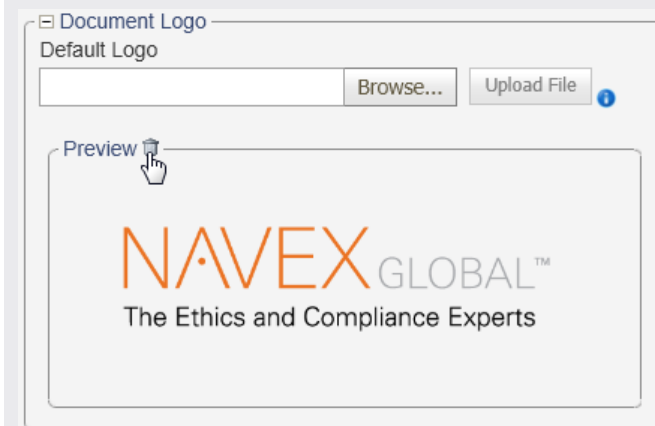 Document Logo
Default Logo
Browse... Upload File
Preview
NAVEX GLOBAL™
The Ethics and Compliance Experts